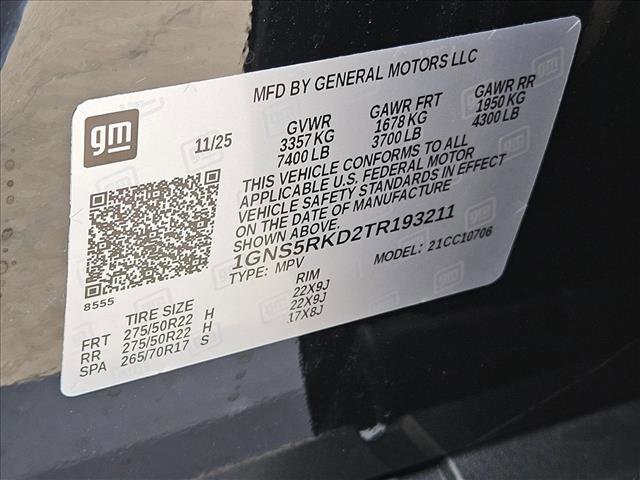 MFD BY GENERAL MOTORS LLC
gm
11/25
GVWR GAWR FRT GAWR RR
3357 KG 1678 KG 1950 KG
7400 LB 3700 LB 4300 LB
THIS VEHICLE CONFORMS TO ALL
APPLICABLE U.S. FEDERAL MOTOR
VEHICLE SAFETY STANDARDS IN EFFECT
ON THE DATE OF MANUFACTURE
SHOWN ABOVE.
1GNS5RKD2TR193211
TYPE: MPV MODEL: 21CC10706
8555
TIRE SIZE RIM
FRT 275/50R22 H 22X9J
RR 275/50R22 H 22X9J
SPA 265/70R17 S 17X8J